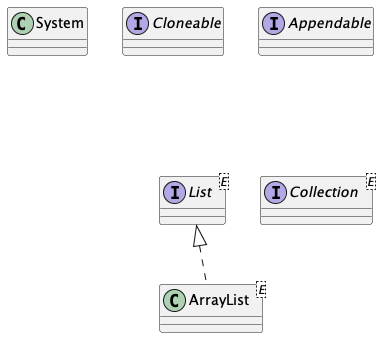 C System
I Cloneable
I Appendable
I List E
I Collection E
C ArrayList E